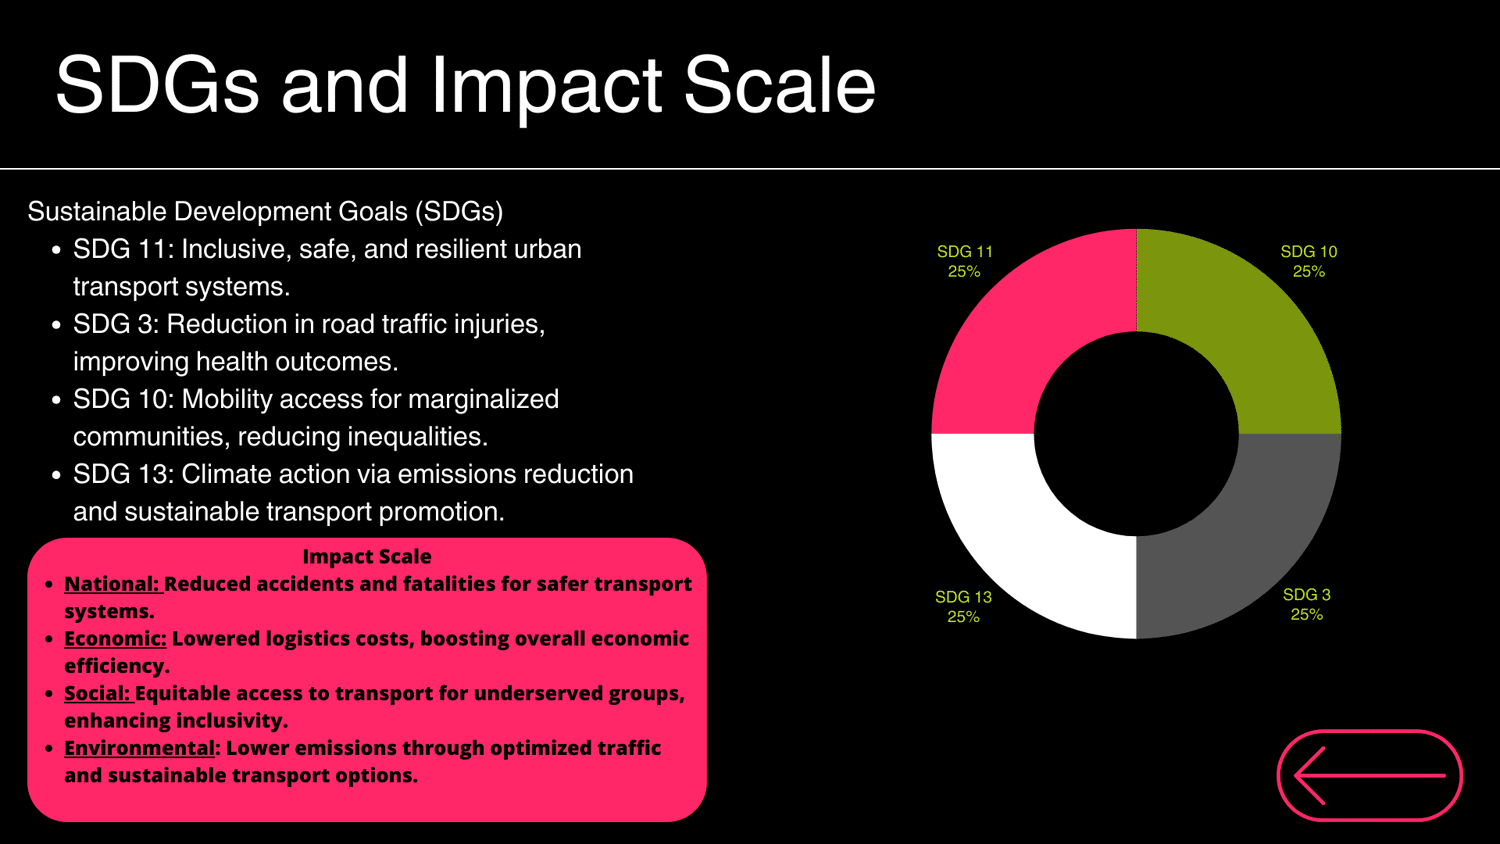 SDGs and Impact Scale
Sustainable Development Goals (SDGs)
• SDG 11: Inclusive, safe, and resilient urban
transport systems.
• SDG 3: Reduction in road traffic injuries,
improving health outcomes.
• SDG 10: Mobility access for marginalized
communities, reducing inequalities.
• SDG 13: Climate action via emissions reduction
and sustainable transport promotion.
Impact Scale
• National: Reduced accidents and fatalities for safer transport
systems.
• Economic: Lowered logistics costs, boosting overall economic
efficiency.
• Social: Equitable access to transport for underserved groups,
enhancing inclusivity.
• Environmental: Lower emissions through optimized traffic
and sustainable transport options.
SDG 11
25%
SDG 10
25%
SDG 13
25%
SDG 3
25%